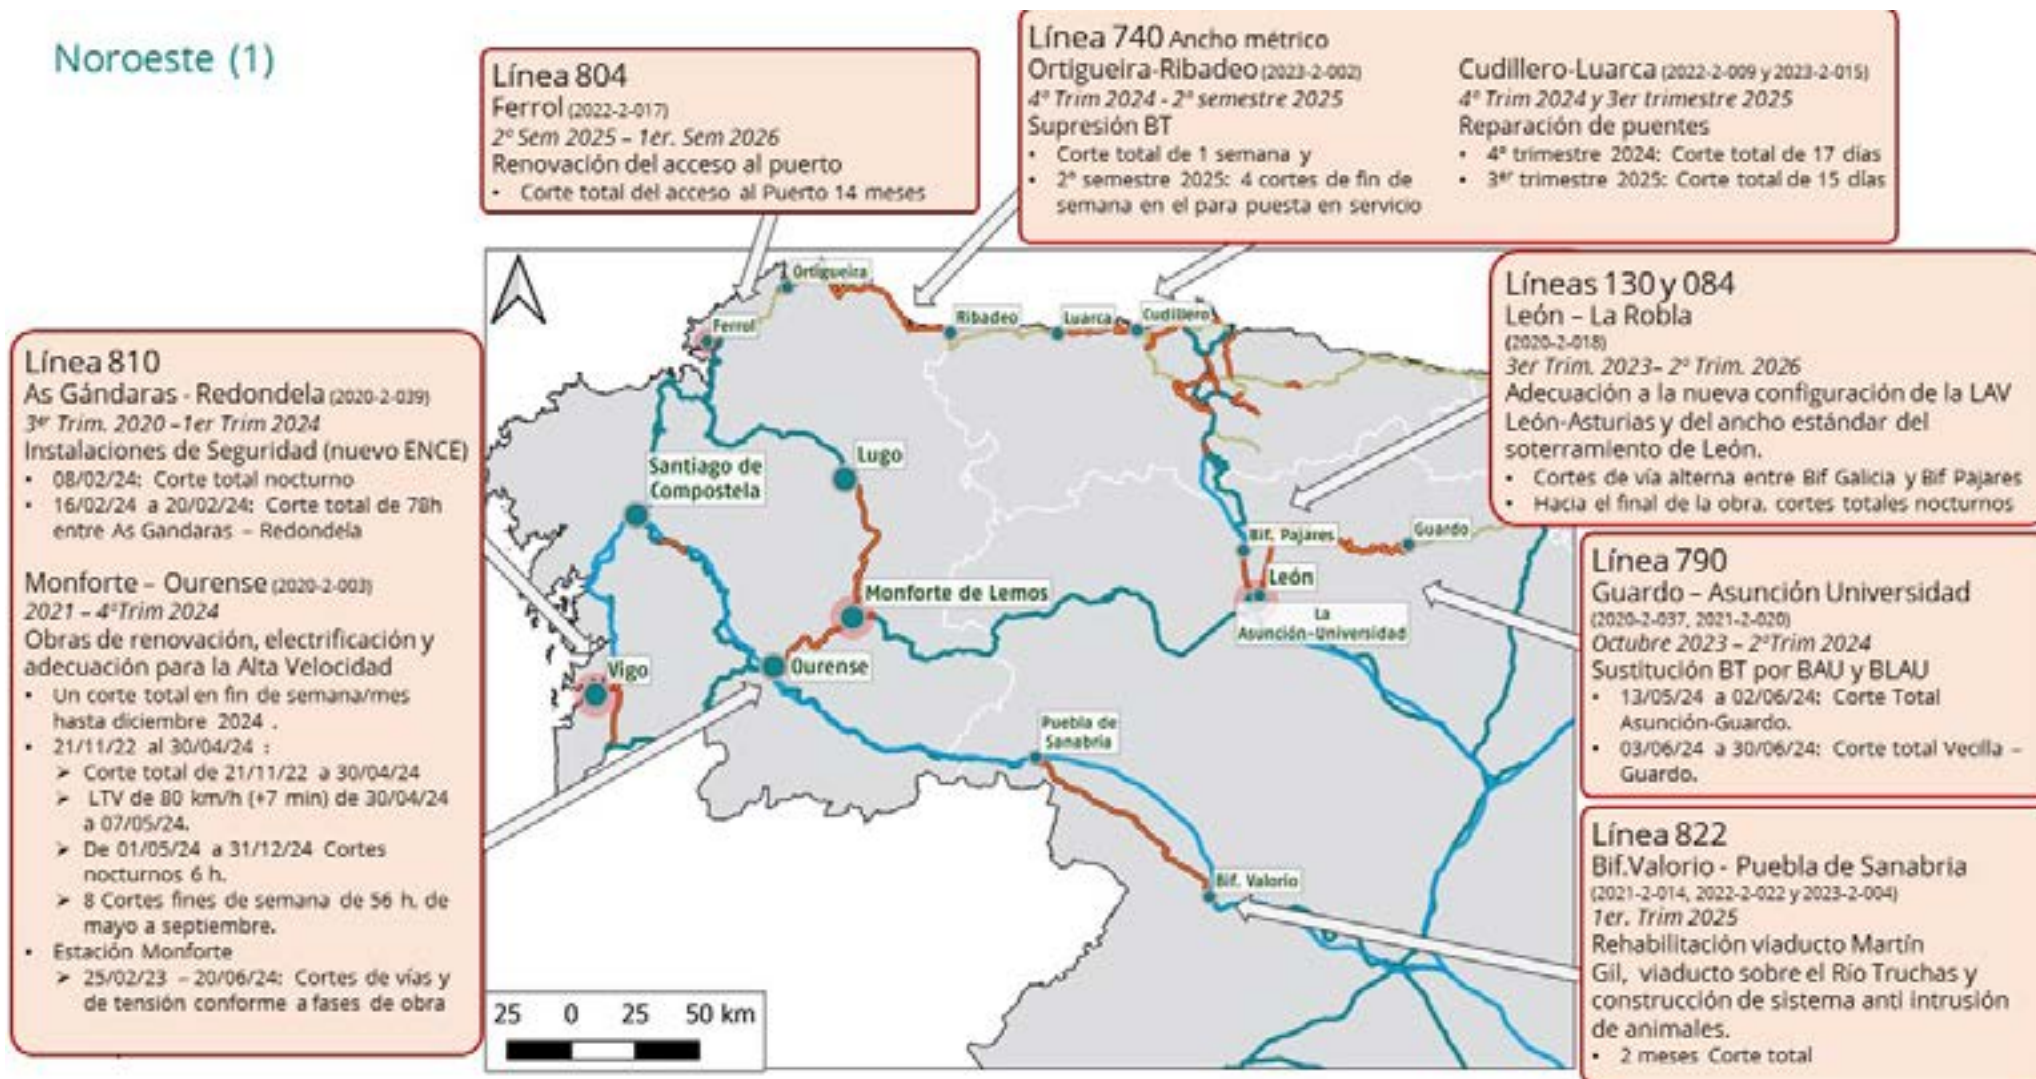 Noroeste (1)
Línea 804
Ferrol (2022-2-017)
2º Sem 2025 – 1er. Sem 2026
Renovación del acceso al puerto
• Corte total del acceso al Puerto 14 meses
Línea 740 Ancho métrico
Ortigueira-Ribadeo (2023-2-002)
4º Trim 2024 - 2º semestre 2025
Supresión BT
• Corte total de 1 semana y
• 2º semestre 2025: 4 cortes de fin de
semana en el para puesta en servicio
Cudillero-Luarca (2022-2-009 y 2023-2-015)
4º Trim 2024 y 3er trimestre 2025
Reparación de puentes
• 4º trimestre 2024: Corte total de 17 días
• 3er trimestre 2025: Corte total de 15 días
Línea 810
As Gándaras - Redondela (2020-2-039)
3er Trim. 2020 –1er Trim 2024
Instalaciones de Seguridad (nuevo ENCE)
• 08/02/24: Corte total nocturno
• 16/02/24 a 20/02/24: Corte total de 78h
entre As Gandaras – Redondela
Monforte – Ourense (2020-2-003)
2021 – 4ºTrim 2024
Obras de renovación, electrificación y
adecuación para la Alta Velocidad
• Un corte total en fin de semana/mes
hasta diciembre 2024 .
• 21/11/22 al 30/04/24 :
➢ Corte total de 21/11/22 a 30/04/24
➢ LTV de 80 km/h (+7 min) de 30/04/24
a 07/05/24.
➢ De 01/05/24 a 31/12/24 Cortes
nocturnos 6 h.
➢ 8 Cortes fines de semana de 56 h. de
mayo a septiembre.
• Estación Monforte
➢ 25/02/23 – 20/06/24: Cortes de vías y
de tensión conforme a fases de obra
Líneas 130 y 084
León – La Robla
(2020-2-018)
3er Trim. 2023– 2º Trim. 2026
Adecuación a la nueva configuración de la LAV
León-Asturias y del ancho estándar del
soterramiento de León.
• Cortes de vía alterna entre Bif Galicia y Bif Pajares
• Hacia el final de la obra, cortes totales nocturnos
Línea 790
Guardo – Asunción Universidad
(2020-2-037, 2021-2-020)
Octubre 2023 – 2ºTrim 2024
Sustitución BT por BAU y BLAU
• 13/05/24 a 02/06/24: Corte Total
Asunción-Guardo.
• 03/06/24 a 30/06/24: Corte total Vecilla –
Guardo.
Línea 822
Bif.Valorio - Puebla de Sanabria
(2021-2-014, 2022-2-022 y 2023-2-004)
1er. Trim 2025
Rehabilitación viaducto Martín
Gil, viaducto sobre el Río Truchas y
construcción de sistema anti intrusión
de animales.
• 2 meses Corte total
Ortigueira
Ferrol
Ribadeo
Luarca
Cudillero
Santiago de
Compostela
Lugo
Bif. Pajares
Guardo
León
Monforte de Lemos
La
Asunción-Universidad
Vigo
Ourense
Puebla de
Sanabria
Bif. Valorio
25 0 25 50 km